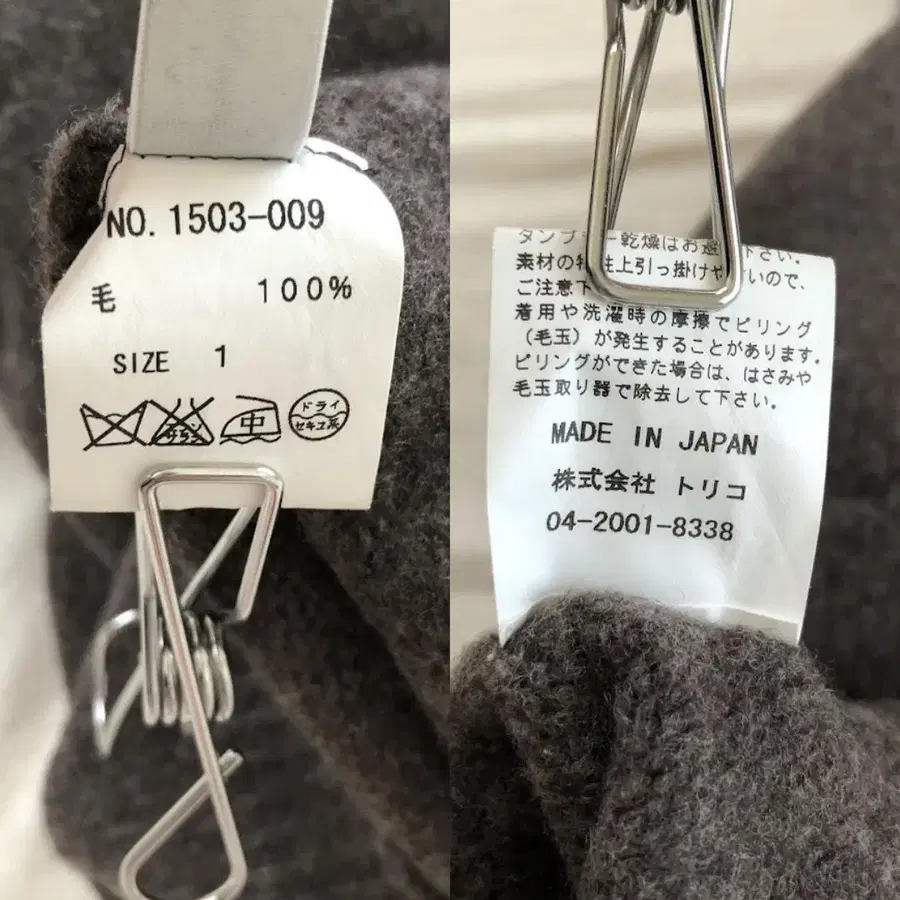 NO. 1503-009
毛 100%
SIZE 1
サラシ 中 ドライ
セキユ系
タンブラー乾燥はお避 下さい。
素材の特性上引っ掛けや いので、
ご注意下
着用や洗濯時の摩擦でピリング
（毛玉）が発生することがあります。
ピリングができた場合は、はさみや
毛玉取り器で除去して下さい。
MADE IN JAPAN
株式会社 トリコ
04-2001-8338